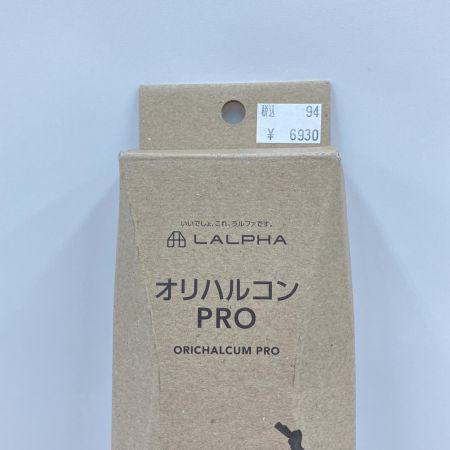 税込 94
¥ 6930
いいでしょ、これ、ラルファです。
LALPHA
オリハルコン
PRO
ORICHALCUM PRO